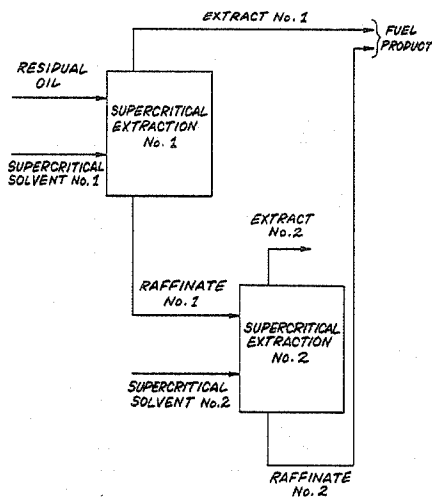 EXTRACT No. 1
FUEL
PRODUCT
RESIDUAL
OIL
SUPERCRITICAL
EXTRACTION
No. 1
SUPERCRITICAL
SOLVENT No. 1
EXTRACT
No. 2
RAFFINATE
No. 1
SUPERCRITICAL
EXTRACTION
No. 2
SUPERCRITICAL
SOLVENT No. 2
RAFFINATE
No. 2